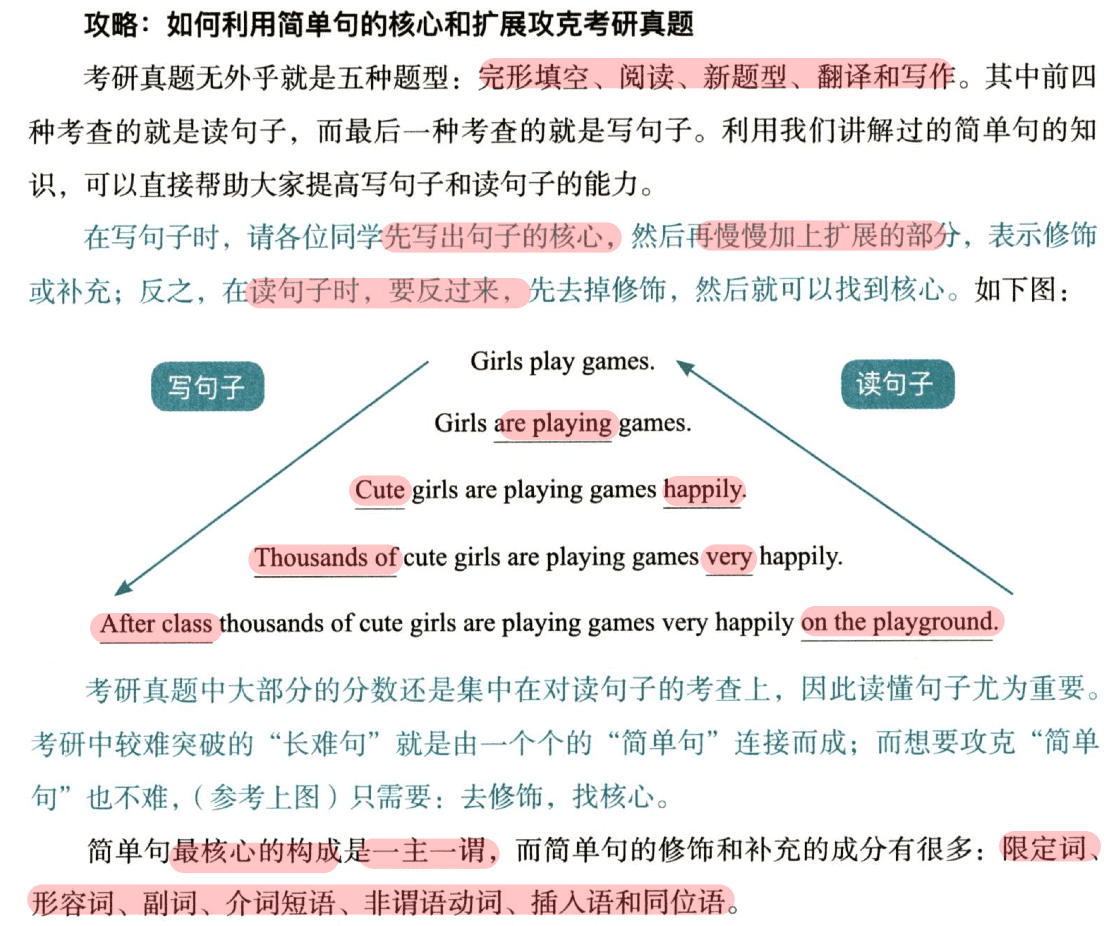 攻略：如何利用简单句的核心和扩展攻克考研真题
考研真题无外乎就是五种题型：完形填空、阅读、新题型、翻译和写作。其中前四
种考查的就是读句子，而最后一种考查的就是写句子。利用我们讲解过的简单句的知
识，可以直接帮助大家提高写句子和读句子的能力。
在写句子时，请各位同学先写出句子的核心，然后再慢慢加上扩展的部分，表示修饰
或补充；反之，在读句子时，要反过来，先去掉修饰，然后就可以找到核心。如下图：
写句子
Girls play games.
读句子
Girls are playing games.
Cute girls are playing games happily.
Thousands of cute girls are playing games very happily.
After class thousands of cute girls are playing games very happily on the playground.
考研真题中大部分的分数还是集中在对读句子的考查上，因此读懂句子尤为重要。
考研中较难突破的“长难句”就是由一个个的“简单句”连接而成；而想要攻克“简单
句”也不难，（参考上图）只需要：去修饰，找核心。
简单句最核心的构成是一主一谓，而简单句的修饰和补充的成分有很多：限定词、
形容词、副词、介词短语、非谓语动词、插入语和同位语。